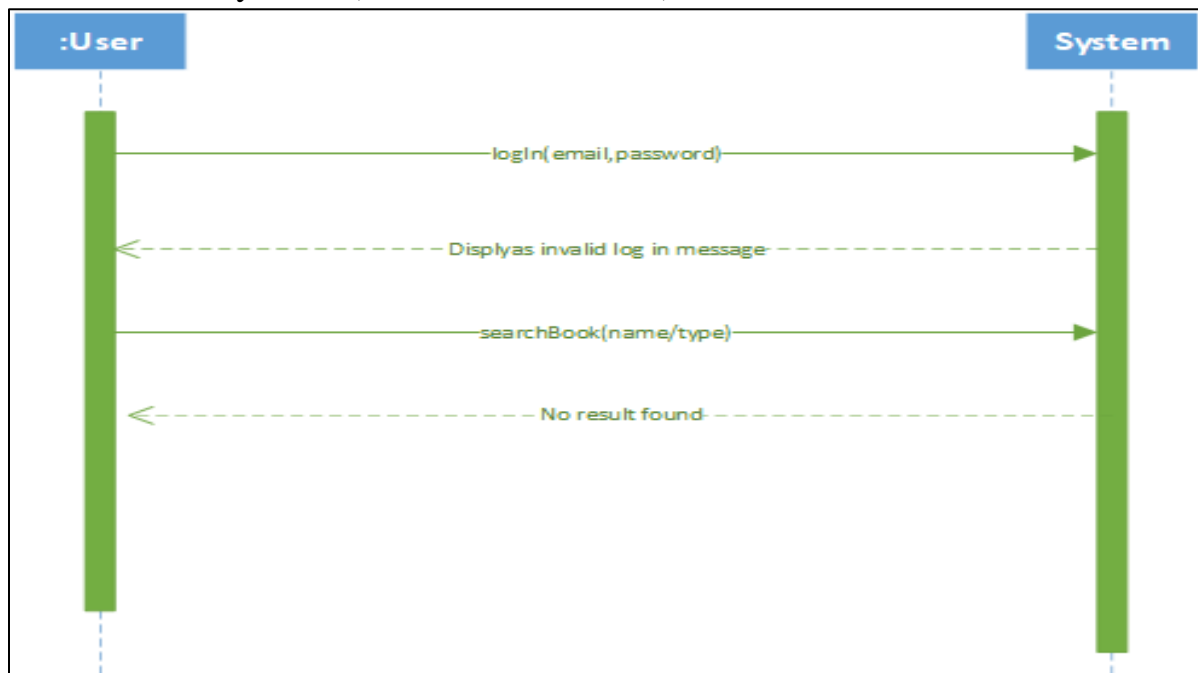 :User
System
logIn(email,password)
Displyas invalid log in message
searchBook(name/type)
No result found